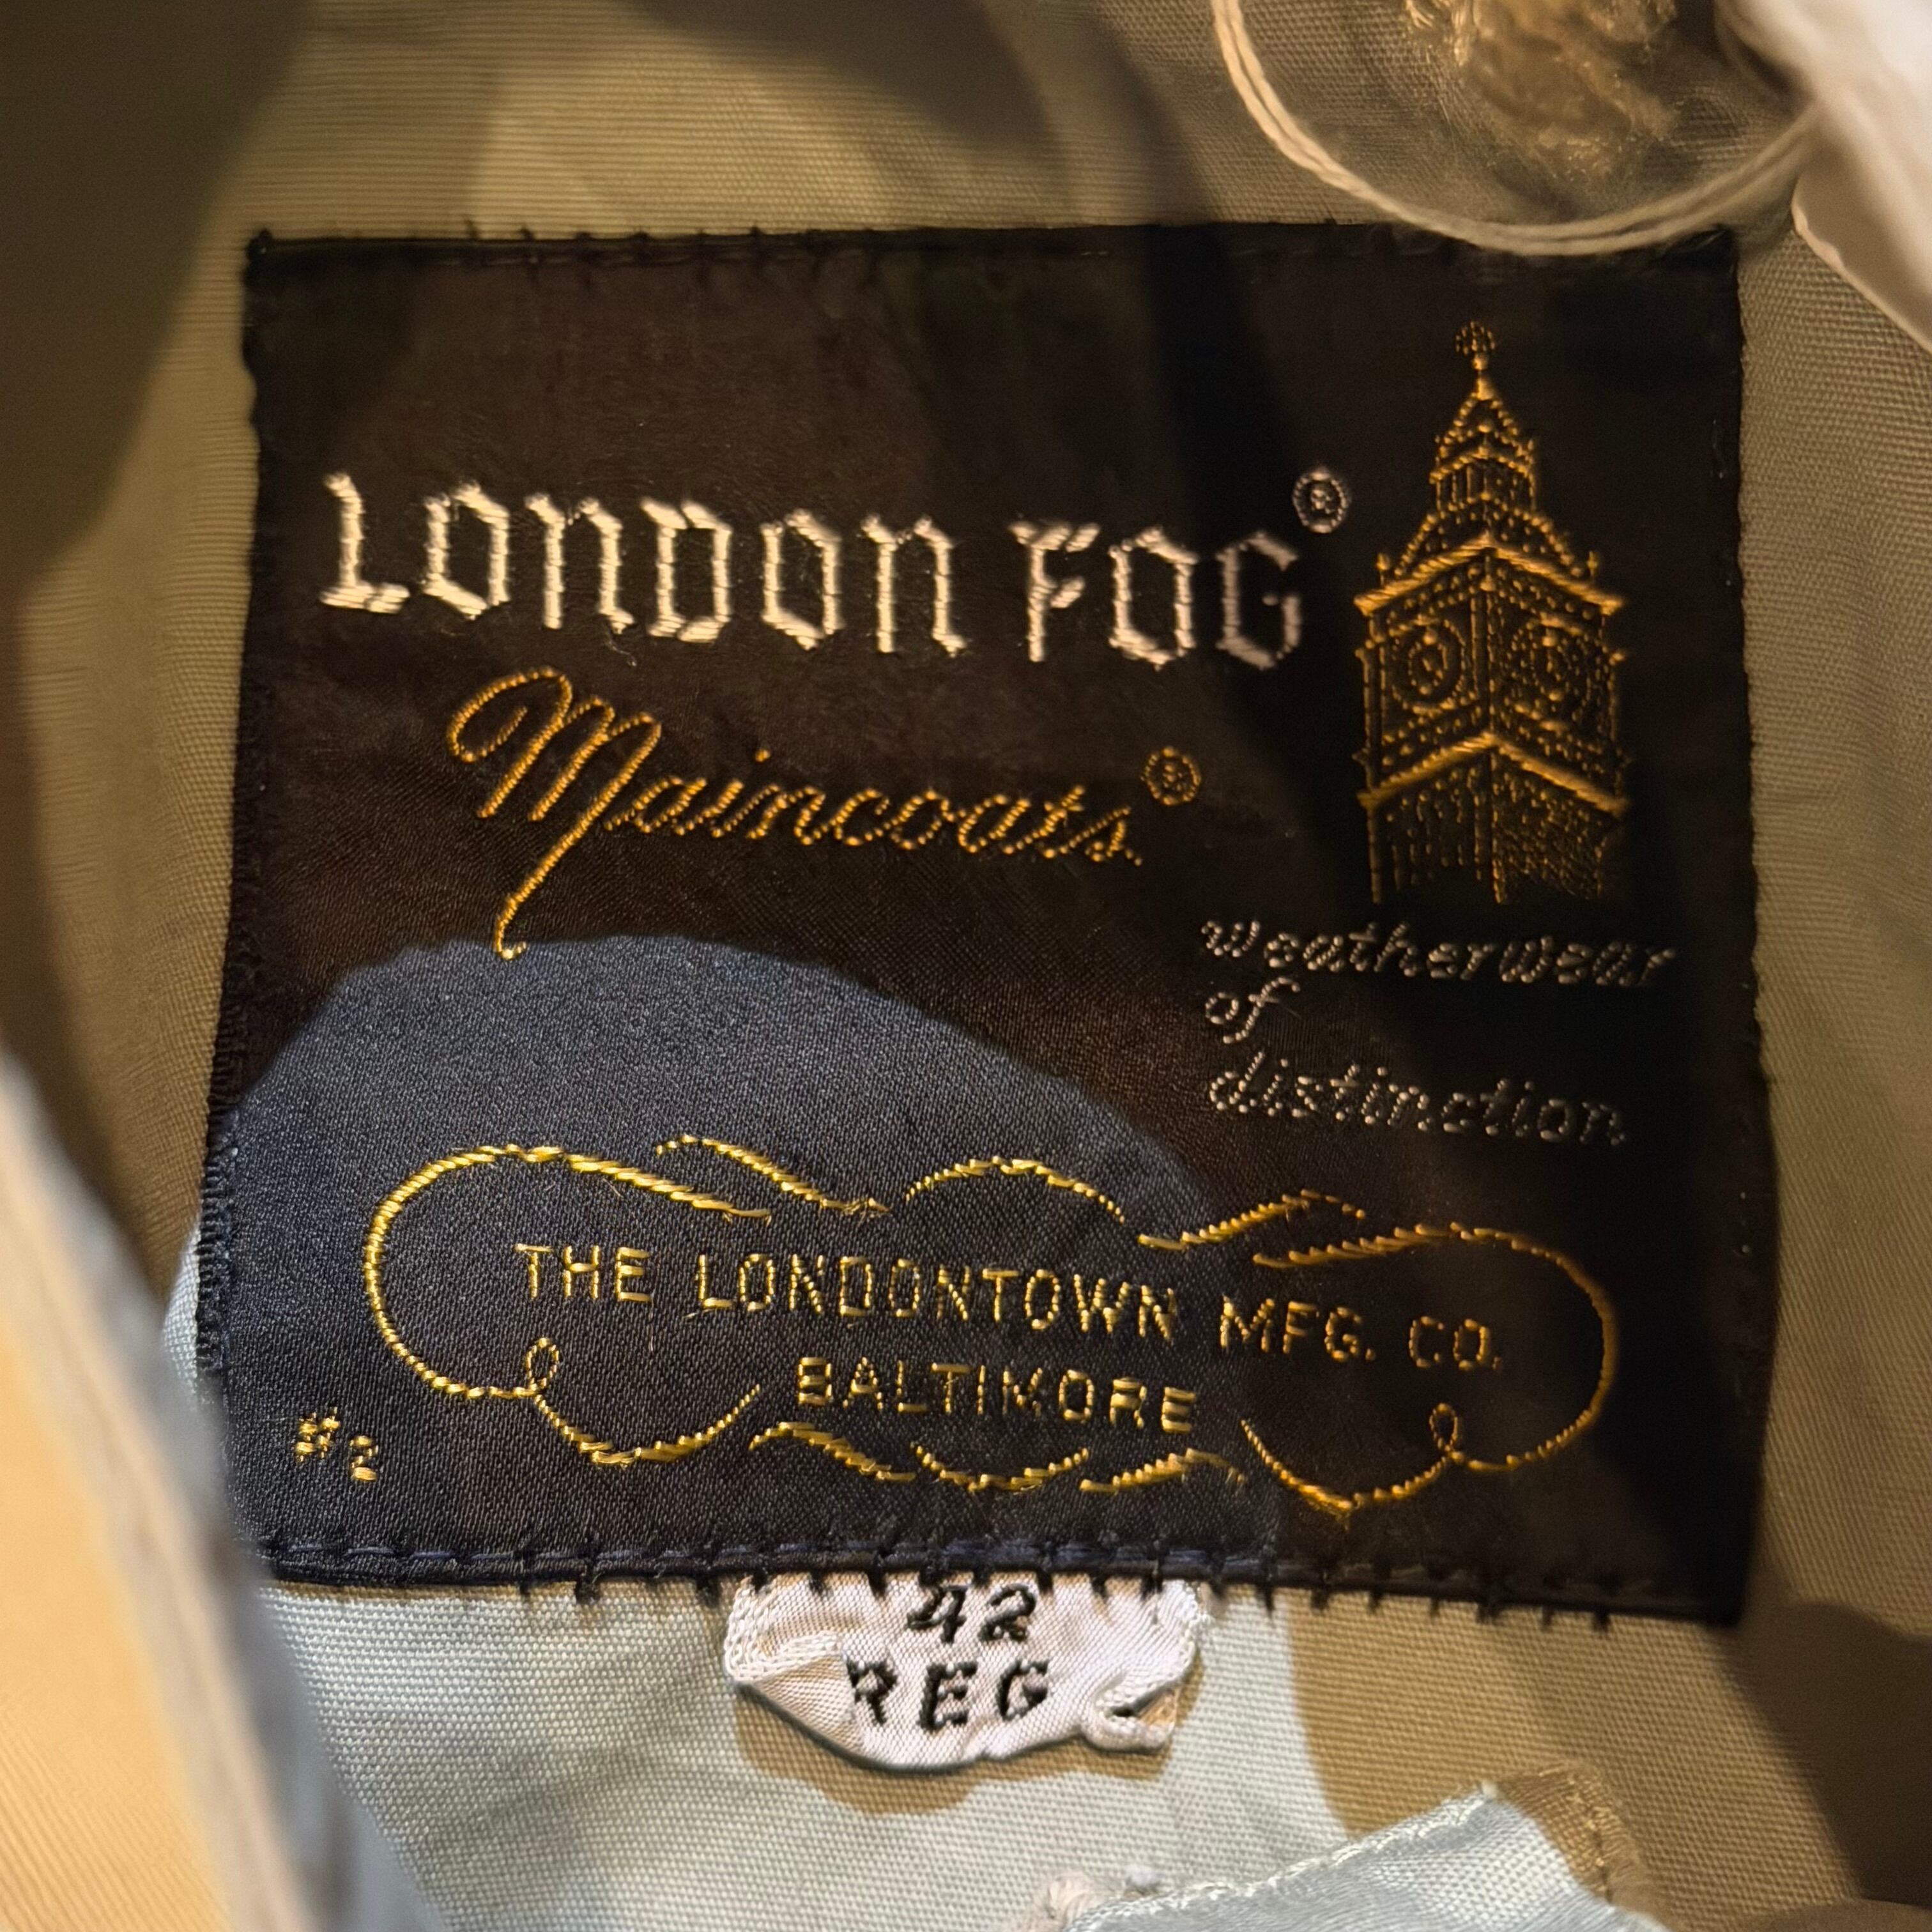 LONDON FOG®
Maincoats®
weatherwear
of
distinction
THE LONDONTOWN MFG. CO.
BALTIMORE
#2
42
REG